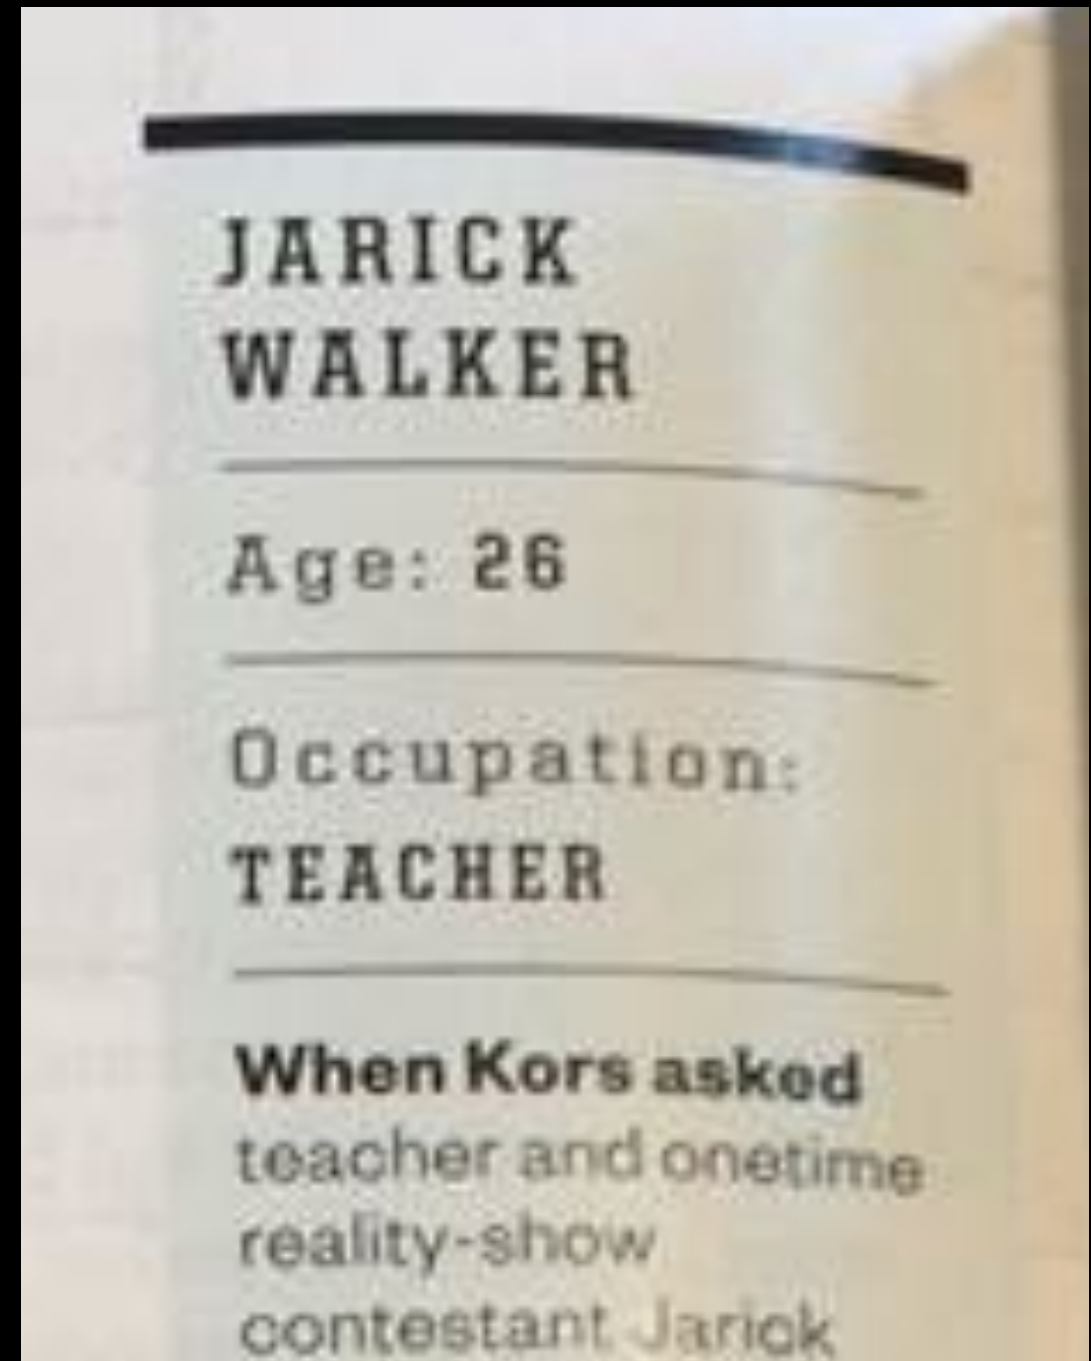 JARICK
WALKER
Age: 26
Occupation:
TEACHER
When Kors asked
teacher and onetime
reality-show
contestant Jarick